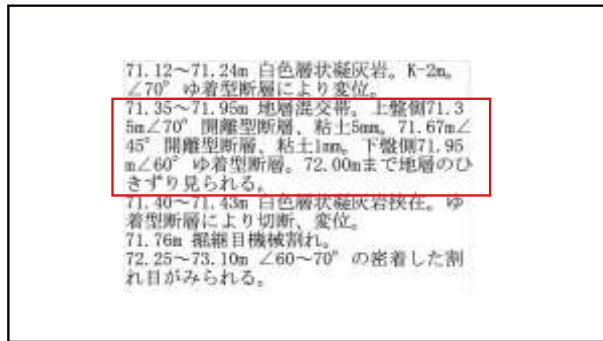 71.12～71.24m 白色層状凝灰岩。K-2m。
∠70° ゆ着型断層により変位。
71.35～71.95m 地層混交帯。上盤側71.3
5m∠70° 開離型断層、粘土5mm。71.67m∠
45° 開離型断層、粘土1mm。下盤側71.95
m∠60° ゆ着型断層。72.00mまで地層のひ
きずり見られる。
71.40～71.43m 白色層状凝灰岩挟在。ゆ
着型断層により切断、変位。
71.76m 掘継目機械割れ。
72.25～73.10m ∠60～70° の密着した割
れ目がみられる。